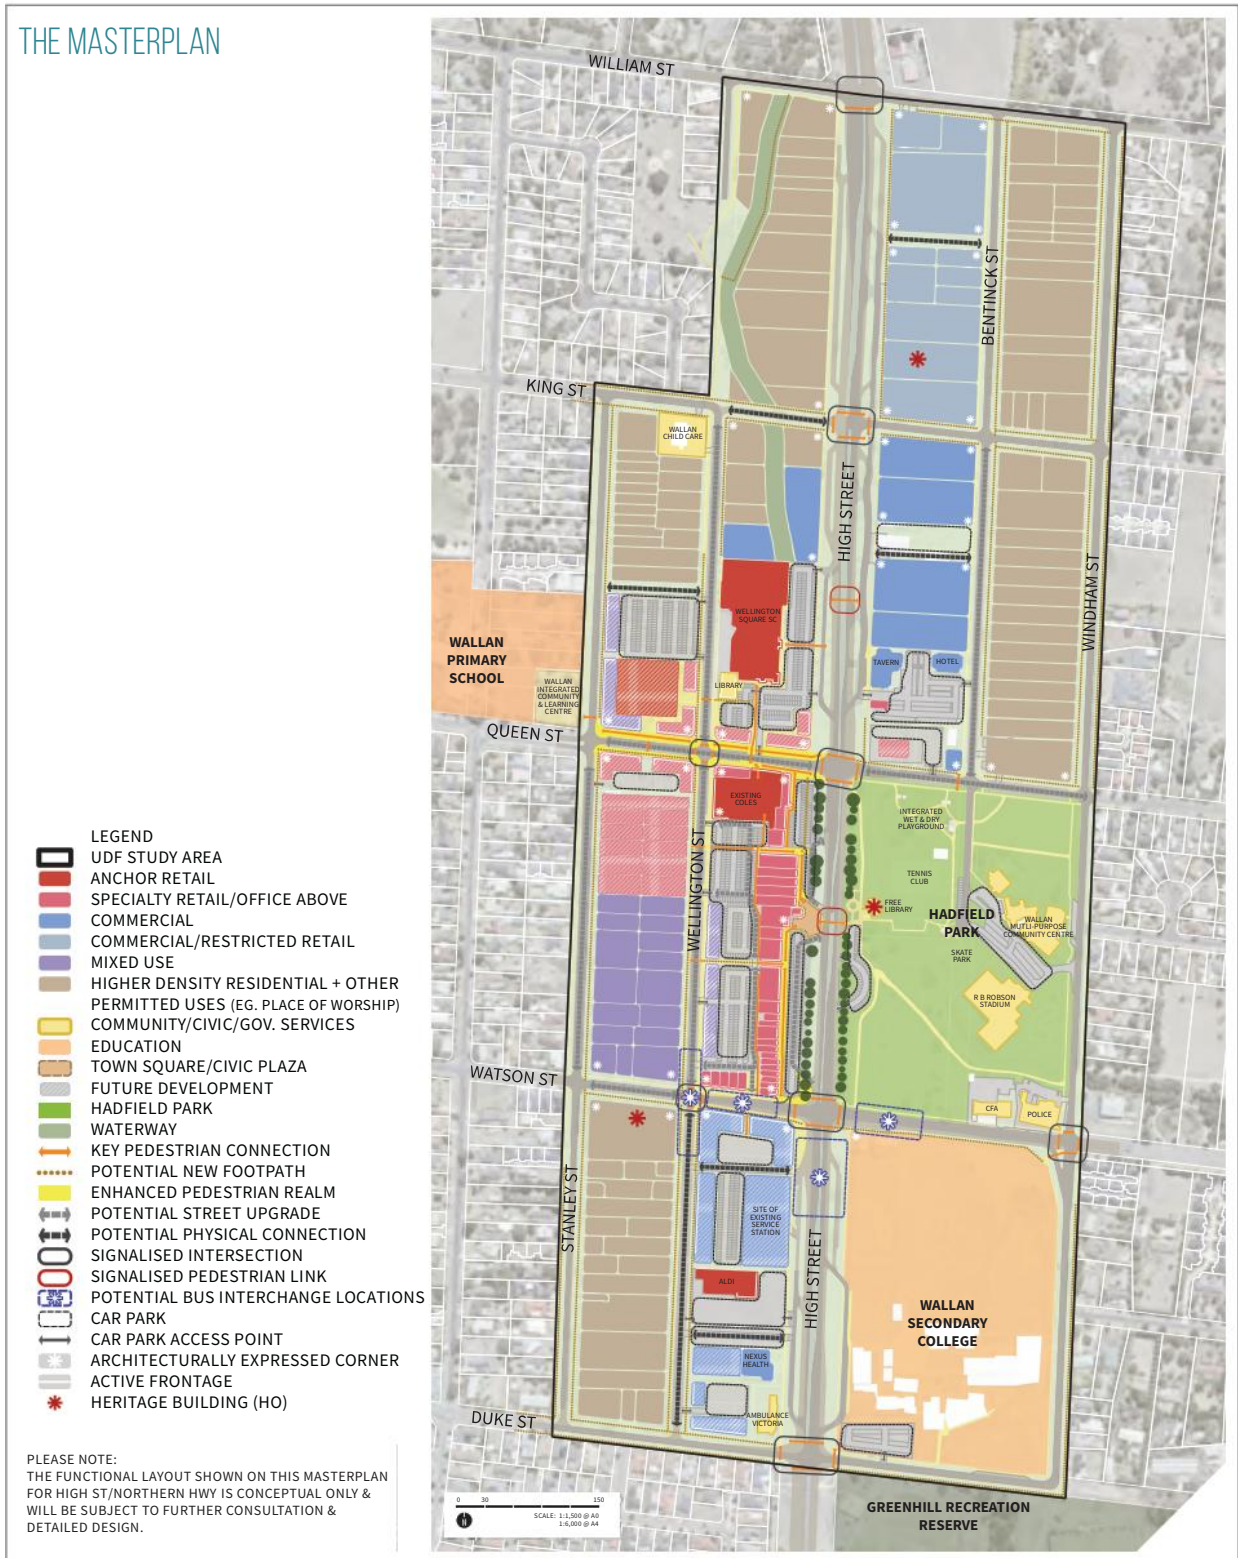 THE MASTERPLAN
WILLIAM ST
BENTINCK ST
KING ST
WALLAN
CHILD CARE
HIGH STREET
WINDHAM ST
WELLINGTON
SQUARE SC
WALLAN
PRIMARY
SCHOOL
TAVERN
HOTEL
WALLAN
INTEGRATED
COMMUNITY
& LEARNING
CENTRE
LIBRARY
QUEEN ST
EXISTING
COLES
INTEGRATED
WET & DRY
PLAYGROUND
WELLINGTON ST
TENNIS
CLUB
FREE
LIBRARY
HADFIELD
PARK
WALLAN
MUTLI-PURPOSE
COMMUNITY CENTRE
SKATE
PARK
R B ROBSON
STADIUM
WATSON ST
CFA
POLICE
STANLEY ST
SITE OF
EXISTING
SERVICE
STATION
HIGH STREET
ALDI
WALLAN
SECONDARY
COLLEGE
NEXUS
HEALTH
AMBULANCE
VICTORIA
DUKE ST
GREENHILL RECREATION
RESERVE
LEGEND
UDF STUDY AREA
ANCHOR RETAIL
SPECIALTY RETAIL/OFFICE ABOVE
COMMERCIAL
COMMERCIAL/RESTRICTED RETAIL
MIXED USE
HIGHER DENSITY RESIDENTIAL + OTHER
PERMITTED USES (EG. PLACE OF WORSHIP)
COMMUNITY/CIVIC/GOV. SERVICES
EDUCATION
TOWN SQUARE/CIVIC PLAZA
FUTURE DEVELOPMENT
HADFIELD PARK
WATERWAY
KEY PEDESTRIAN CONNECTION
POTENTIAL NEW FOOTPATH
ENHANCED PEDESTRIAN REALM
POTENTIAL STREET UPGRADE
POTENTIAL PHYSICAL CONNECTION
SIGNALISED INTERSECTION
SIGNALISED PEDESTRIAN LINK
POTENTIAL BUS INTERCHANGE LOCATIONS
CAR PARK
CAR PARK ACCESS POINT
ARCHITECTURALLY EXPRESSED CORNER
ACTIVE FRONTAGE
HERITAGE BUILDING (HO)
PLEASE NOTE:
THE FUNCTIONAL LAYOUT SHOWN ON THIS MASTERPLAN
FOR HIGH ST/NORTHERN HWY IS CONCEPTUAL ONLY &
WILL BE SUBJECT TO FURTHER CONSULTATION &
DETAILED DESIGN.
0 30 150
N
SCALE: 1:1,500 @ A0
1:6,000 @ A4